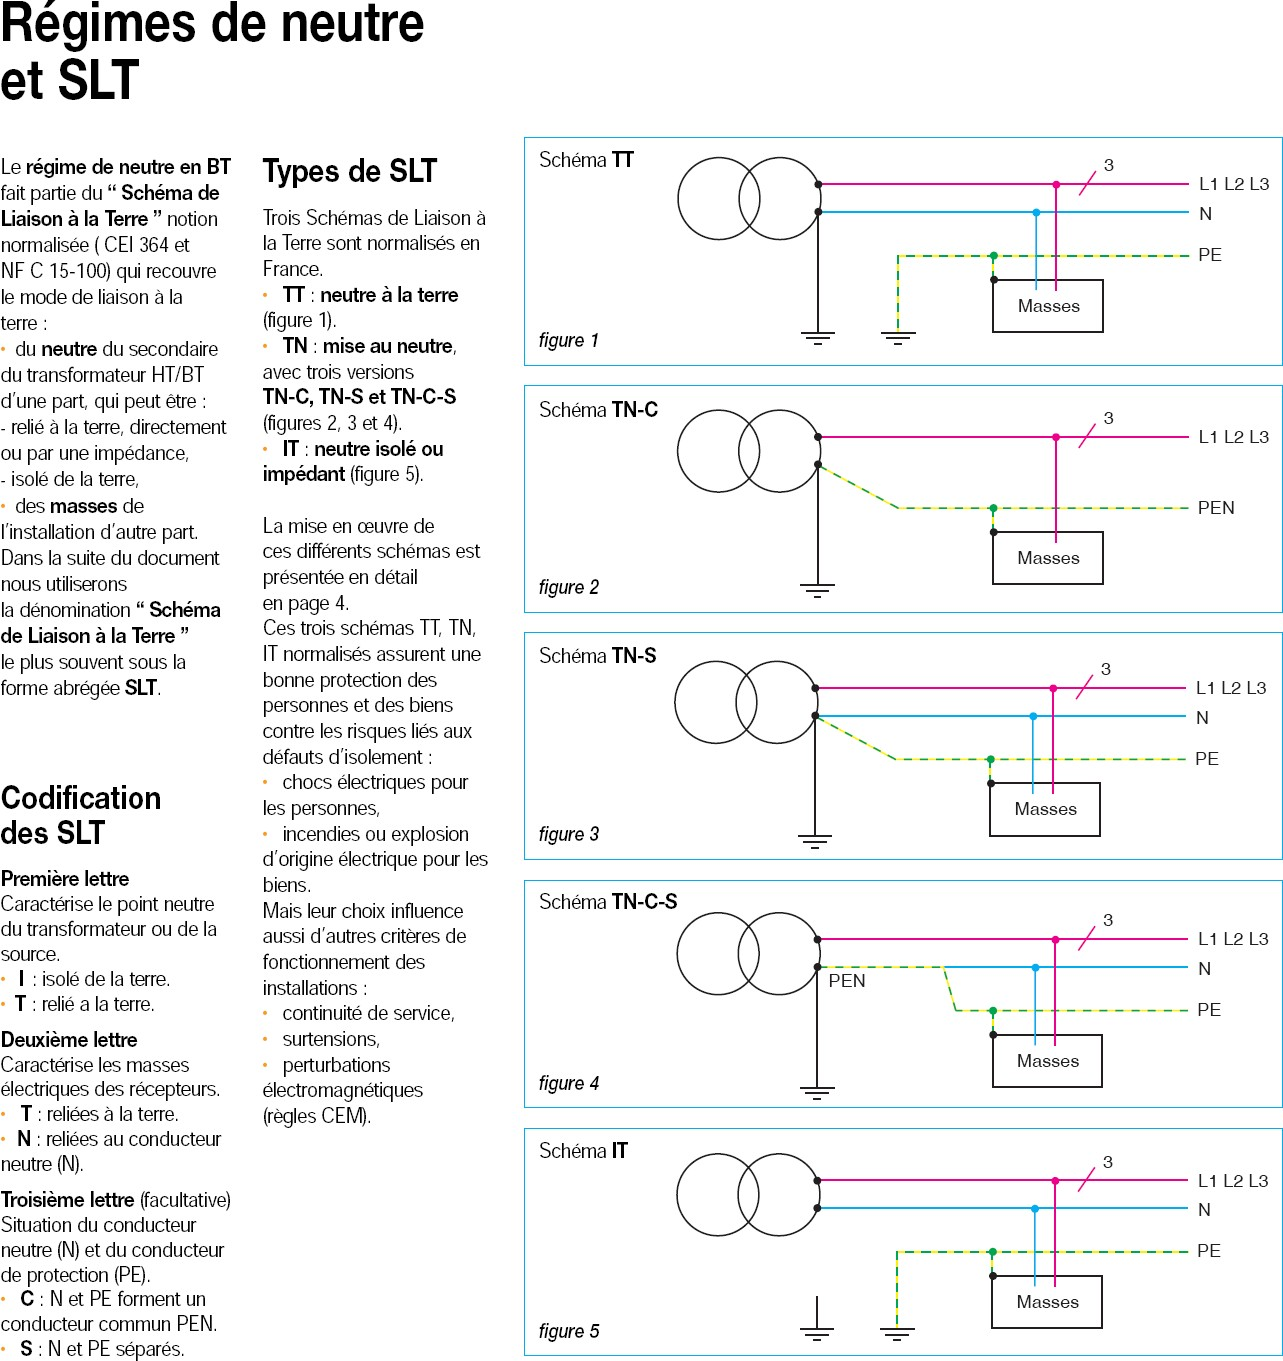 Régimes de neutre
et SLT
Le régime de neutre en BT
fait partie du “ Schéma de
Liaison à la Terre ” notion
normalisée ( CEI 364 et
NF C 15-100) qui recouvre
le mode de liaison à la
terre :
• du neutre du secondaire
du transformateur HT/BT
d’une part, qui peut être :
- relié à la terre, directement
ou par une impédance,
- isolé de la terre,
• des masses de
l’installation d’autre part.
Dans la suite du document
nous utiliserons
la dénomination “ Schéma
de Liaison à la Terre ”
le plus souvent sous la
forme abrégée SLT.
Codification
des SLT
Première lettre
Caractérise le point neutre
du transformateur ou de la
source.
• I : isolé de la terre.
• T : relié a la terre.
Deuxième lettre
Caractérise les masses
électriques des récepteurs.
• T : reliées à la terre.
• N : reliées au conducteur
neutre (N).
Troisième lettre (facultative)
Situation du conducteur
neutre (N) et du conducteur
de protection (PE).
• C : N et PE forment un
conducteur commun PEN.
• S : N et PE séparés.
Types de SLT
Trois Schémas de Liaison à
la Terre sont normalisés en
France.
• TT : neutre à la terre
(figure 1).
• TN : mise au neutre,
avec trois versions
TN-C, TN-S et TN-C-S
(figures 2, 3 et 4).
• IT : neutre isolé ou
impédant (figure 5).
La mise en œuvre de
ces différents schémas est
présentée en détail
en page 4.
Ces trois schémas TT, TN,
IT normalisés assurent une
bonne protection des
personnes et des biens
contre les risques liés aux
défauts d’isolement :
• chocs électriques pour
les personnes,
• incendies ou explosion
d’origine électrique pour les
biens.
Mais leur choix influence
aussi d’autres critères de
fonctionnement des
installations :
• continuité de service,
• surtensions,
• perturbations
électromagnétiques
(règles CEM).
Schéma TT
3
L1 L2 L3
N
PE
Masses
figure 1
Schéma TN-C
3
L1 L2 L3
PEN
Masses
figure 2
Schéma TN-S
3
L1 L2 L3
N
PE
Masses
figure 3
Schéma TN-C-S
3
L1 L2 L3
N
PEN
PE
Masses
figure 4
Schéma IT
3
L1 L2 L3
N
PE
Masses
figure 5